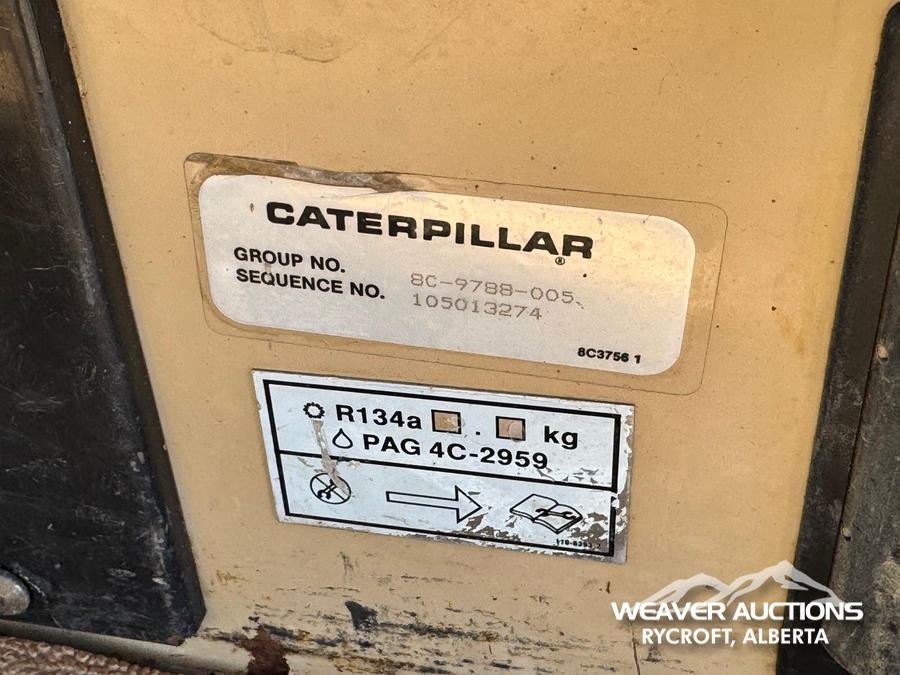 CATERPILLAR®
GROUP NO. 8C-9788-005
SEQUENCE NO. 105013274
8C3756 1
R134a . kg
PAG 4C-2959
WEAVER AUCTIONS
RYCROFT, ALBERTA